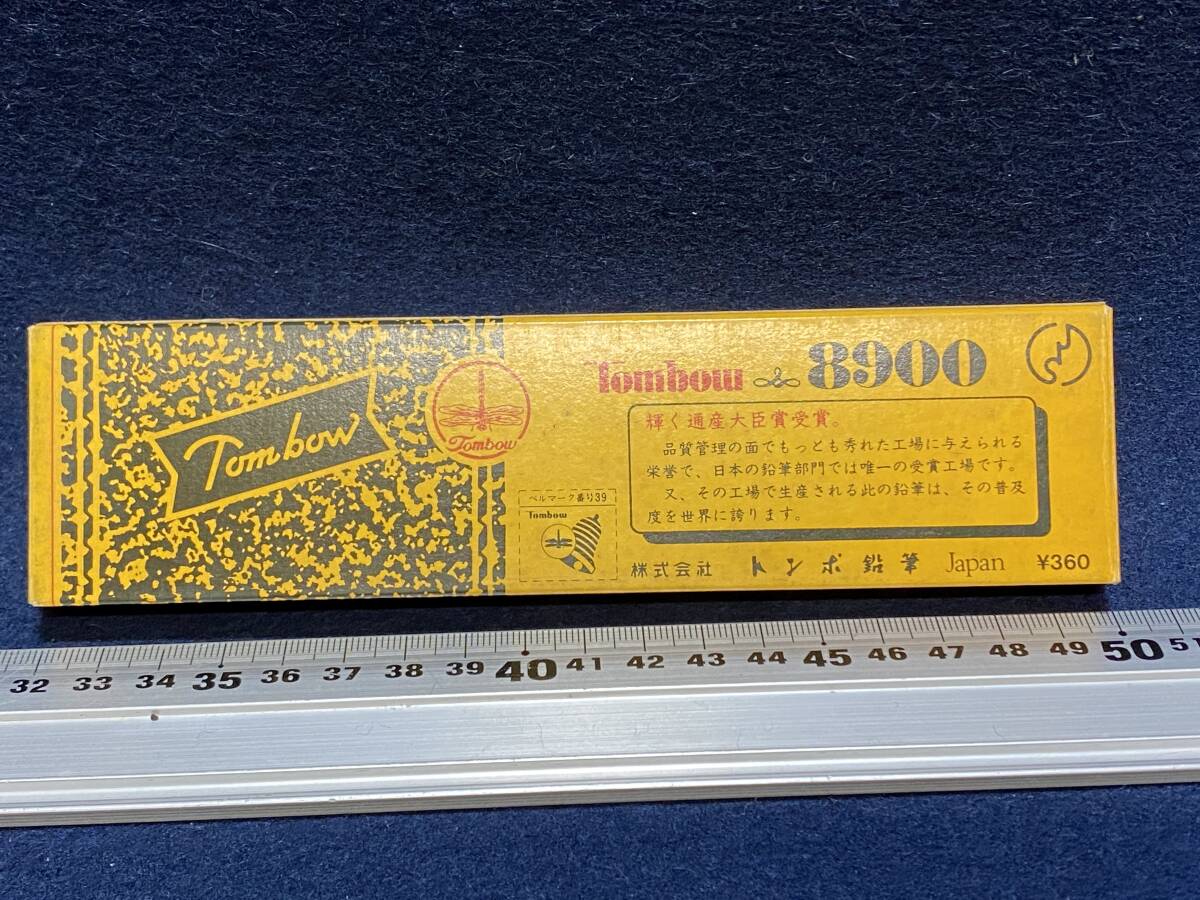 Tombow
Tombow
Tombow 8900
輝く通産大臣賞受賞。
品質管理の面でもっとも秀れた工場に与えられる
栄誉で、日本の鉛筆部門では唯一の受賞工場です。
又、その工場で生産される此の鉛筆は、その普及
度を世界に誇ります。
ベルマーク番号39
Tombow
株式会社 トンボ鉛筆 Japan ¥360
32 33 34 35 36 37 38 39 40 41 42 43 44 45 46 47 48 49 50 51